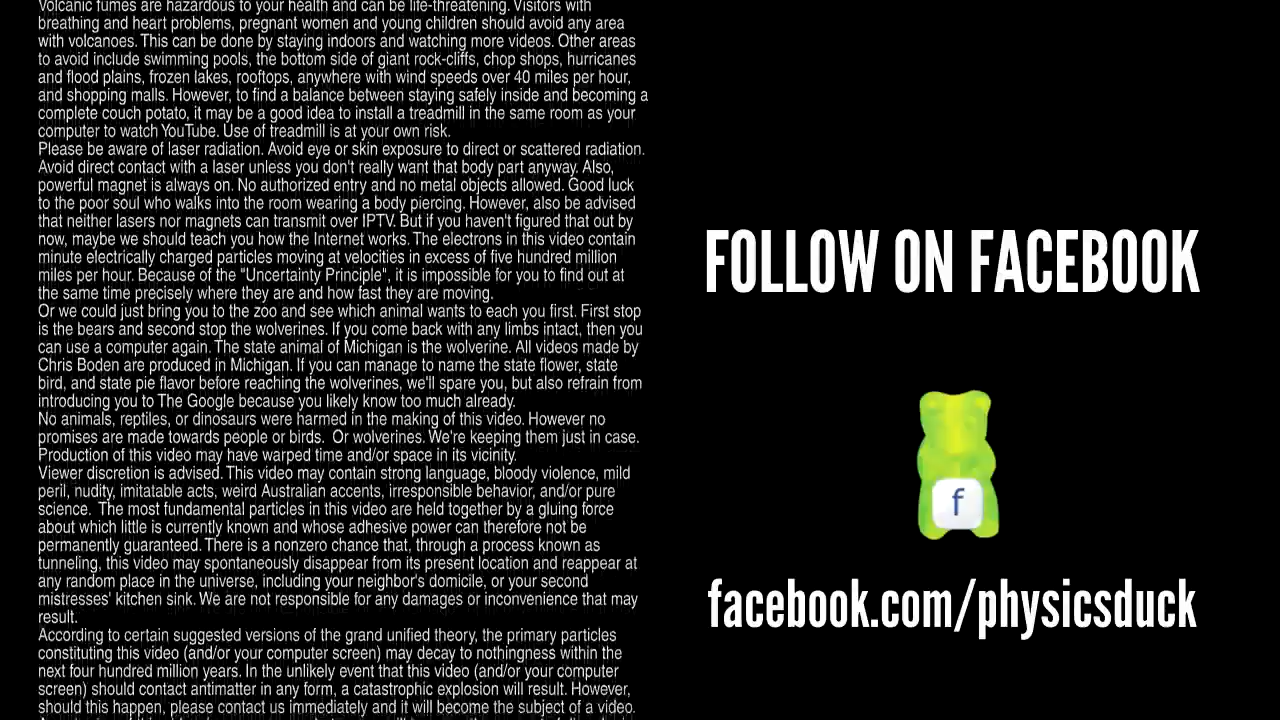 Volcanic fumes are hazardous to your health and can be life-threatening. Visitors with
breathing and heart problems, pregnant women and young children should avoid any area
with volcanoes. This can be done by staying indoors and watching more videos. Other areas
to avoid include swimming pools, the bottom side of giant rock-cliffs, chop shops, hurricanes
and flood plains, frozen lakes, rooftops, anywhere with wind speeds over 40 miles per hour,
and shopping malls. However, to find a balance between staying safely inside and becoming a
complete couch potato, it may be a good idea to install a treadmill in the same room as your
computer to watch YouTube. Use of treadmill is at your own risk.
Please be aware of laser radiation. Avoid eye or skin exposure to direct or scattered radiation.
Avoid direct contact with a laser unless you don't really want that body part anyway. Also,
powerful magnet is always on. No authorized entry and no metal objects allowed. Good luck
to the poor soul who walks into the room wearing a body piercing. However, also be advised
that neither lasers nor magnets can transmit over IPTV. But if you haven't figured that out by
now, maybe we should teach you how the Internet works. The electrons in this video contain
minute electrically charged particles moving at velocities in excess of five hundred million
miles per hour. Because of the "Uncertainty Principle", it is impossible for you to find out at
the same time precisely where they are and how fast they are moving.
Or we could just bring you to the zoo and see which animal wants to each you first. First stop
is the bears and second stop the wolverines. If you come back with any limbs intact, then you
can use a computer again. The state animal of Michigan is the wolverine. All videos made by
Chris Boden are produced in Michigan. If you can manage to name the state flower, state
bird, and state pie flavor before reaching the wolverines, we'll spare you, but also refrain from
introducing you to The Google because you likely know too much already.
No animals, reptiles, or dinosaurs were harmed in the making of this video. However no
promises are made towards people or birds. Or wolverines. We're keeping them just in case.
Production of this video may have warped time and/or space in its vicinity.
Viewer discretion is advised. This video may contain strong language, bloody violence, mild
peril, nudity, imitatable acts, weird Australian accents, irresponsible behavior, and/or pure
science. The most fundamental particles in this video are held together by a gluing force
about which little is currently known and whose adhesive power can therefore not be
permanently guaranteed. There is a nonzero chance that, through a process known as
tunneling, this video may spontaneously disappear from its present location and reappear at
any random place in the universe, including your neighbor's domicile, or your second
mistresses' kitchen sink. We are not responsible for any damages or inconvenience that may
result.
According to certain suggested versions of the grand unified theory, the primary particles
constituting this video (and/or your computer screen) may decay to nothingness within the
next four hundred million years. In the unlikely event that this video (and/or your computer
screen) should contact antimatter in any form, a catastrophic explosion will result. However,
should this happen, please contact us immediately and it will become the subject of a video.
FOLLOW ON FACEBOOK
f
facebook.com/physicsduck